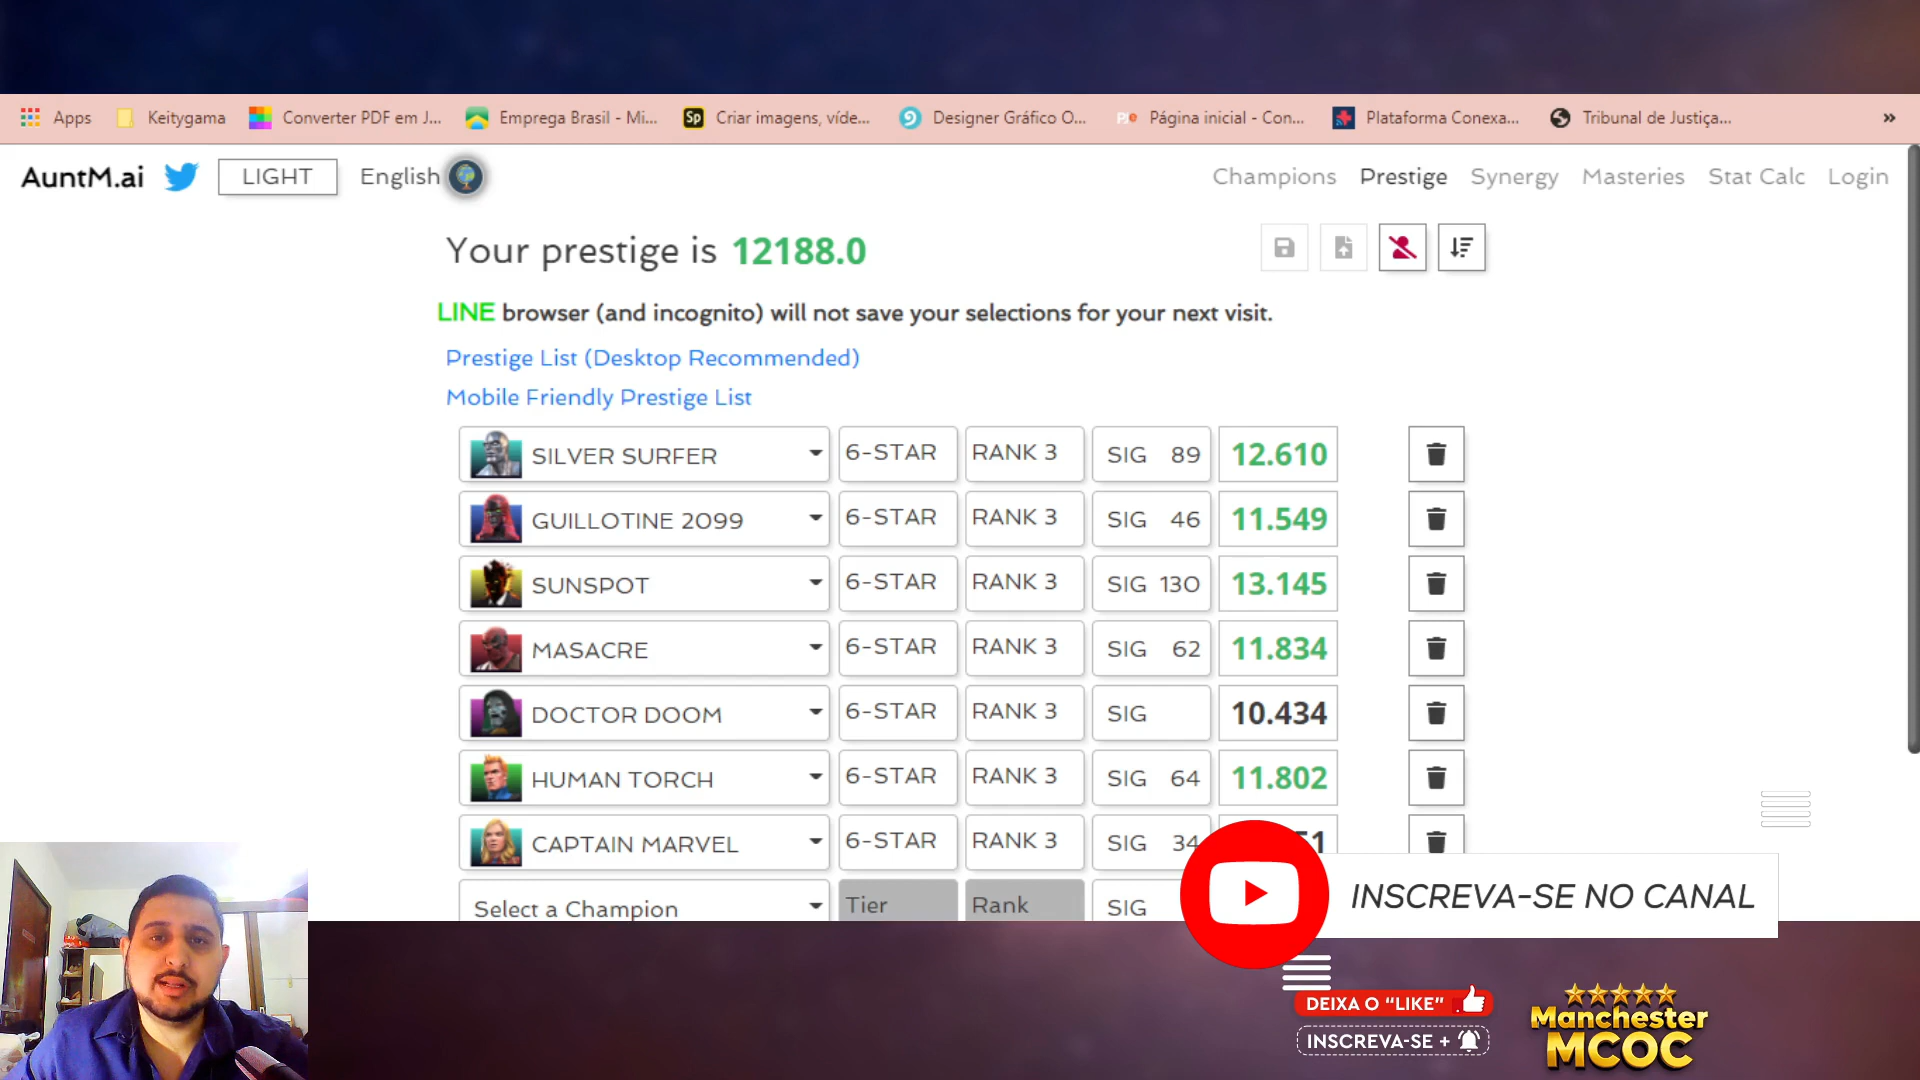 Apps Keitygama Converter PDF em J... Emprega Brasil - Mi... Sp Criar imagens, víde... Designer Gráfico O... PJe Página inicial - Con... Plataforma Conexa... Tribunal de Justiça... »
AuntM.ai LIGHT English Champions Prestige Synergy Masteries Stat Calc Login
Your prestige is 12188.0
LINE browser (and incognito) will not save your selections for your next visit.
Prestige List (Desktop Recommended)
Mobile Friendly Prestige List
SILVER SURFER 6-STAR RANK 3 SIG 89 12.610
GUILLOTINE 2099 6-STAR RANK 3 SIG 46 11.549
SUNSPOT 6-STAR RANK 3 SIG 130 13.145
MASACRE 6-STAR RANK 3 SIG 62 11.834
DOCTOR DOOM 6-STAR RANK 3 SIG 10.434
HUMAN TORCH 6-STAR RANK 3 SIG 64 11.802
CAPTAIN MARVEL 6-STAR RANK 3 SIG 34
Select a Champion Tier Rank SIG
INSCREVA-SE NO CANAL
DEIXA O "LIKE"
INSCREVA-SE +
Manchester
MCOC